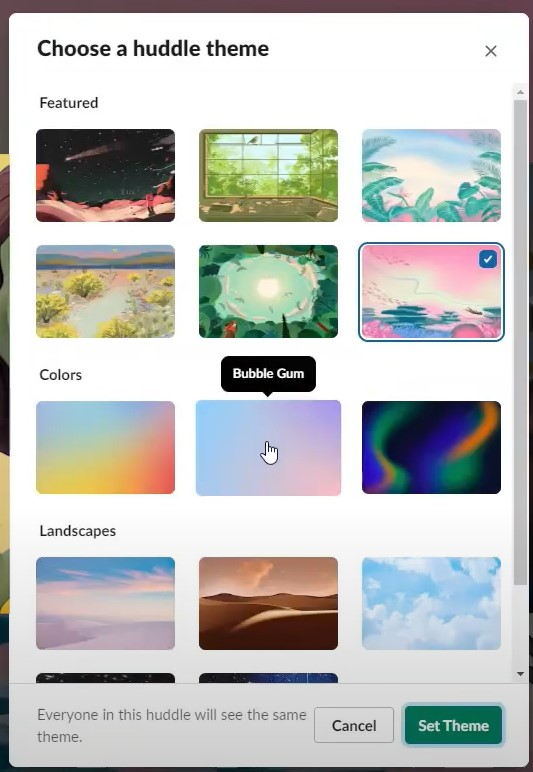 Choose a huddle theme
Featured
Colors
Bubble Gum
Landscapes
Everyone in this huddle will see the same
theme.
Cancel
Set Theme